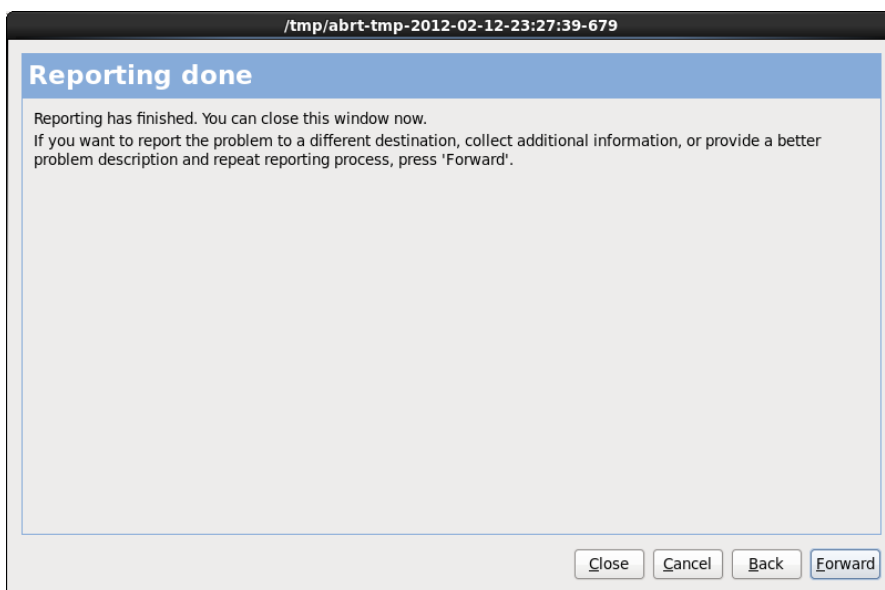 /tmp/abrt-tmp-2012-02-12-23:27:39-679
Reporting done
Reporting has finished. You can close this window now.
If you want to report the problem to a different destination, collect additional information, or provide a better
problem description and repeat reporting process, press 'Forward'.
Close Cancel Back Forward